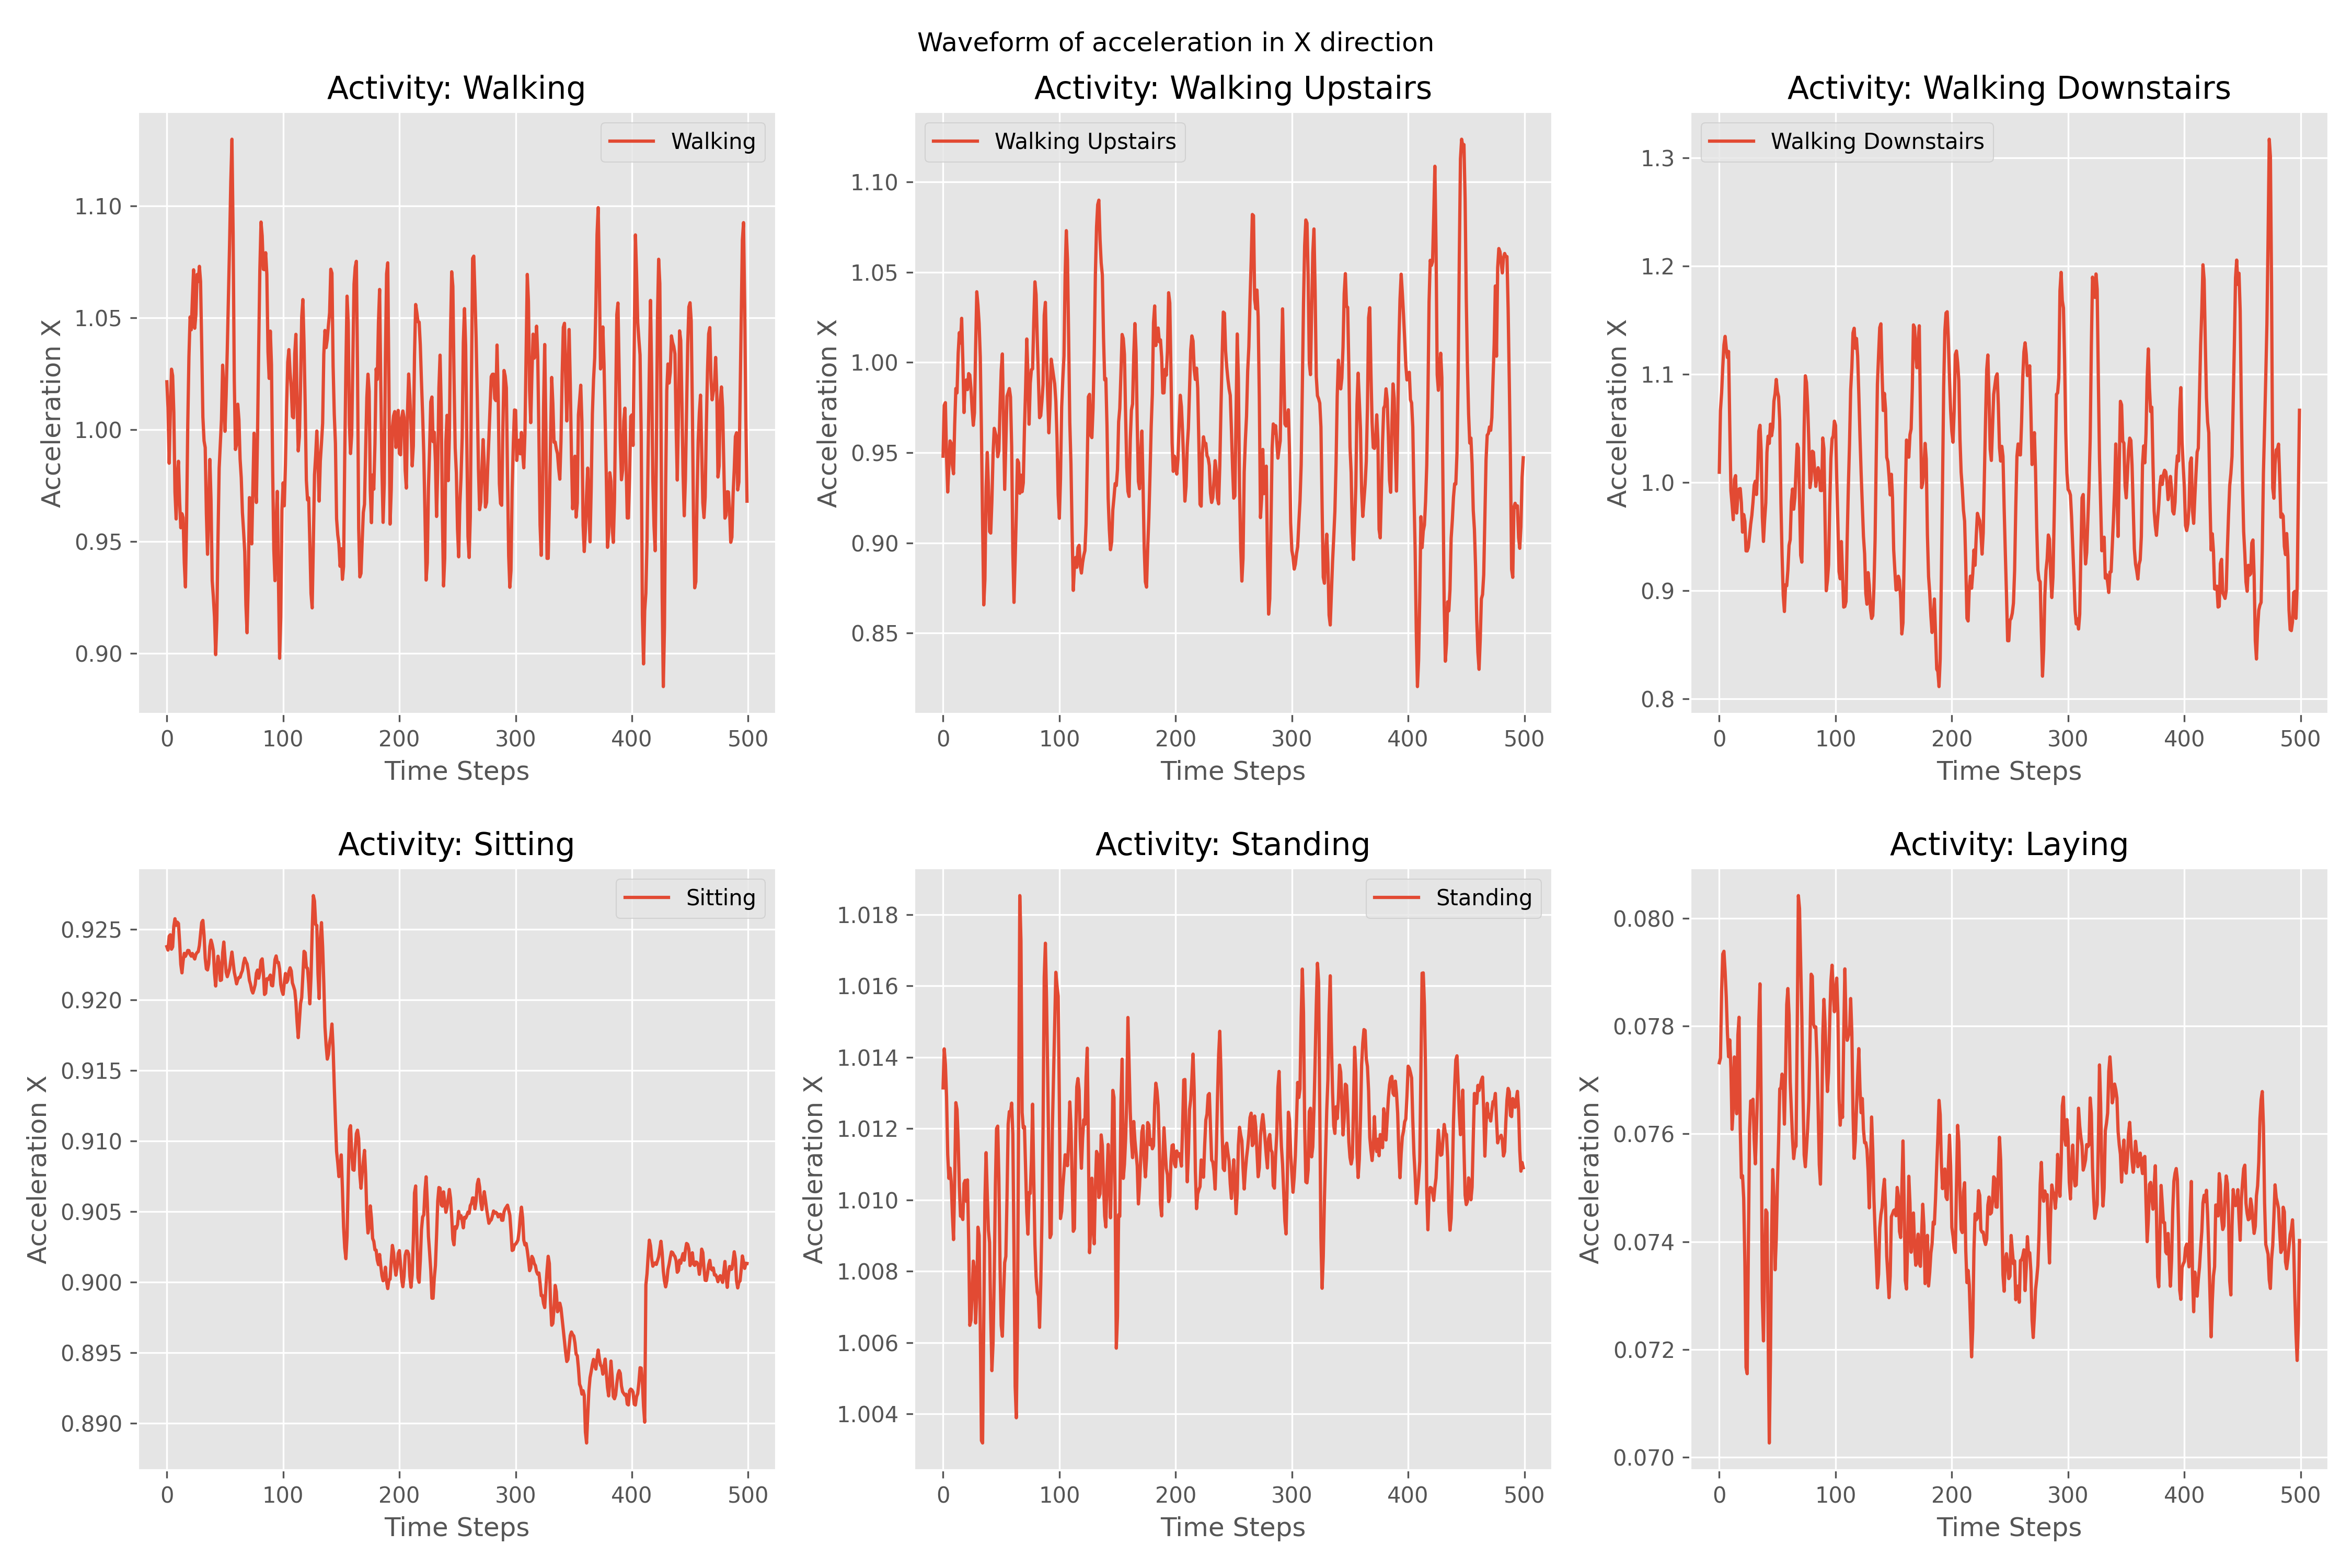 Waveform of acceleration in X direction
Activity: Walking
Walking
Acceleration X
1.10
1.05
1.00
0.95
0.90
0 100 200 300 400 500
Time Steps
Activity: Walking Upstairs
Walking Upstairs
Acceleration X
1.10
1.05
1.00
0.95
0.90
0.85
0 100 200 300 400 500
Time Steps
Activity: Walking Downstairs
Walking Downstairs
Acceleration X
1.3
1.2
1.1
1.0
0.9
0.8
0 100 200 300 400 500
Time Steps
Activity: Sitting
Sitting
Acceleration X
0.925
0.920
0.915
0.910
0.905
0.900
0.895
0.890
0 100 200 300 400 500
Time Steps
Activity: Standing
Standing
Acceleration X
1.018
1.016
1.014
1.012
1.010
1.008
1.006
1.004
0 100 200 300 400 500
Time Steps
Activity: Laying
Acceleration X
0.080
0.078
0.076
0.074
0.072
0.070
0 100 200 300 400 500
Time Steps